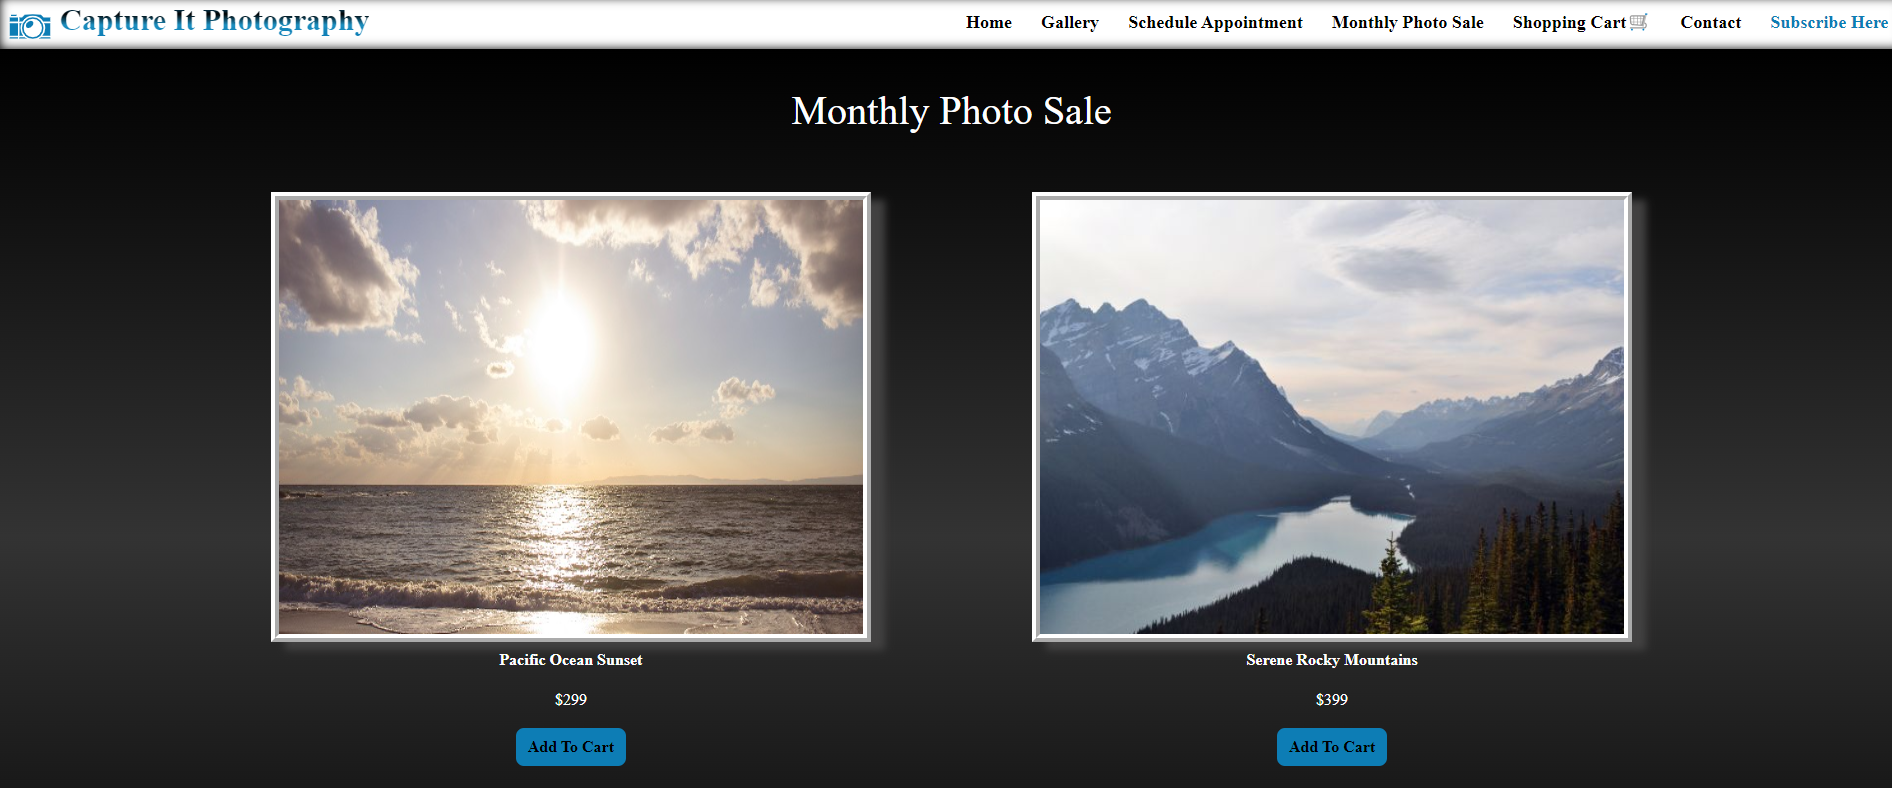 Capture It Photography
Home Gallery Schedule Appointment Monthly Photo Sale Shopping Cart Contact Subscribe Here
Monthly Photo Sale
Pacific Ocean Sunset
$299
Add To Cart
Serene Rocky Mountains
$399
Add To Cart